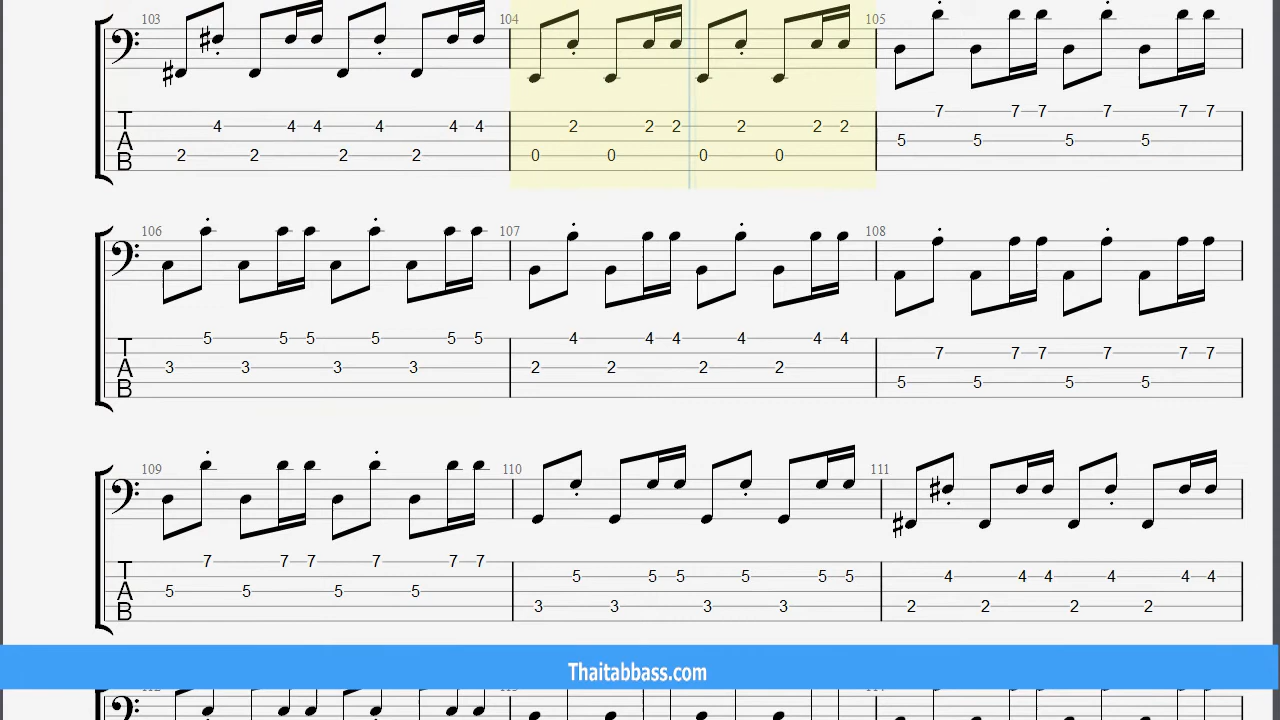 103 104 105
T 4 4 4 4 4 4 2 2 2 2 2 2 7 7 7 7 7 7
A 5 5 5 5
B 2 2 2 2 0 0 0 0
106 107 108
T 5 5 5 5 5 5 4 4 4 4 4 4 7 7 7 7 7 7
A 3 3 3 3 2 2 2 2
B 5 5 5 5
109 110 111
T 7 7 7 7 7 7 5 5 5 5 5 5 4 4 4 4 4 4
A 5 5 5 5
B 3 3 3 3 2 2 2 2
Thaitabbass.com